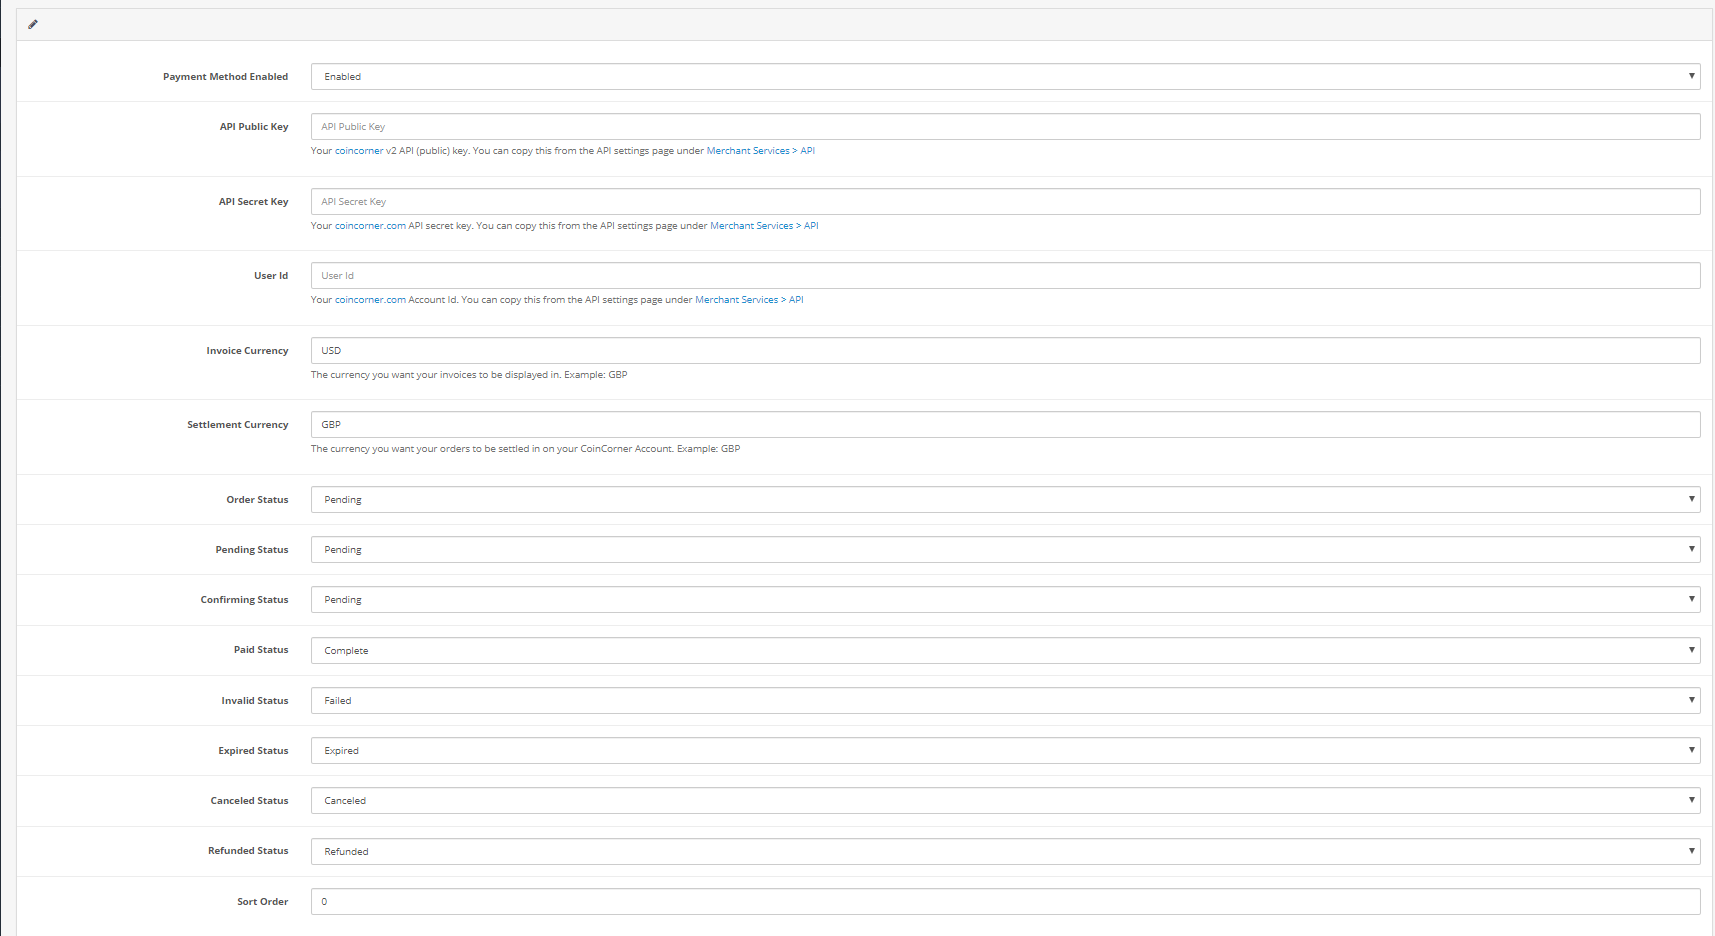 Payment Method Enabled Enabled
API Public Key API Public Key
Your coincorner v2 API (public) key. You can copy this from the API settings page under Merchant Services > API
API Secret Key API Secret Key
Your coincorner.com API secret key. You can copy this from the API settings page under Merchant Services > API
User Id User Id
Your coincorner.com Account Id. You can copy this from the API settings page under Merchant Services > API
Invoice Currency USD
The currency you want your invoices to be displayed in. Example: GBP
Settlement Currency GBP
The currency you want your orders to be settled in on your CoinCorner Account. Example: GBP
Order Status Pending
Pending Status Pending
Confirming Status Pending
Paid Status Complete
Invalid Status Failed
Expired Status Expired
Canceled Status Canceled
Refunded Status Refunded
Sort Order 0